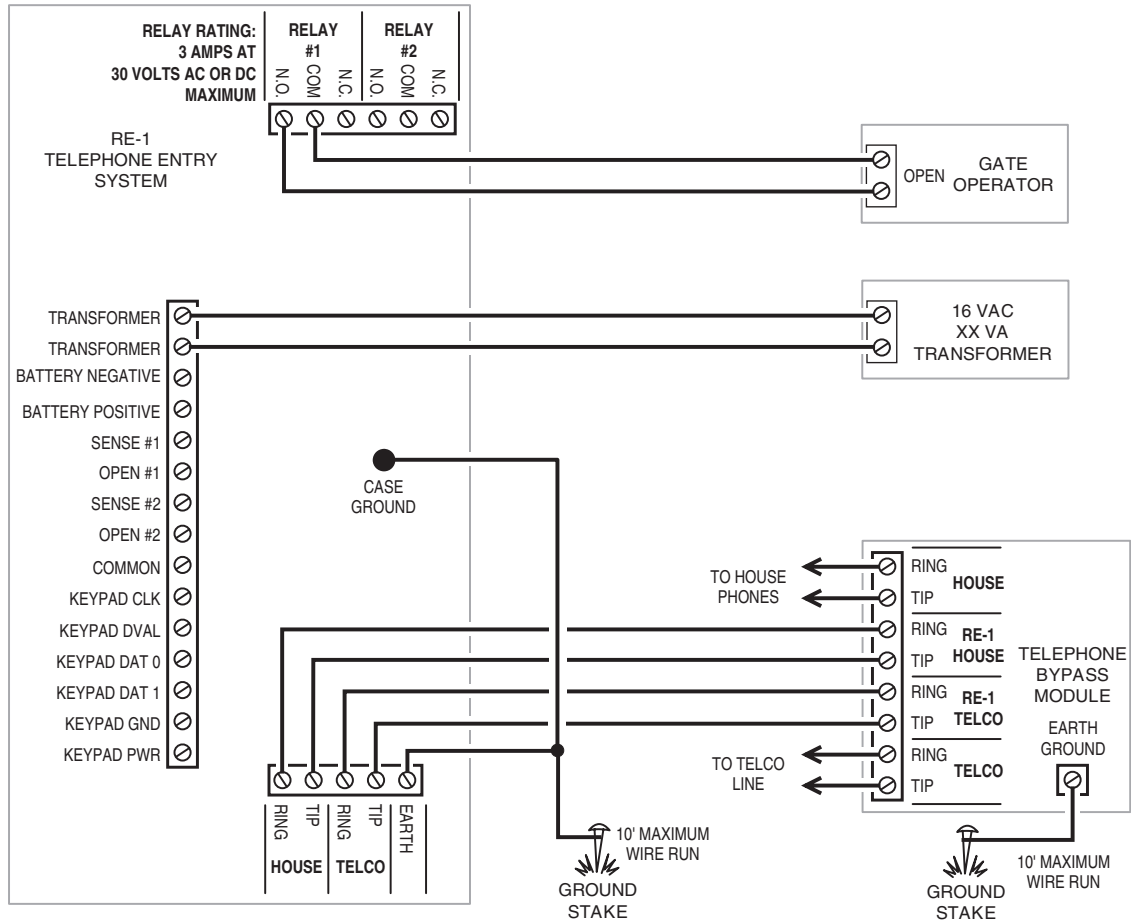 RELAY RATING:
3 AMPS AT
30 VOLTS AC OR DC
MAXIMUM
RELAY
#1
RELAY
#2
N.O.
COM
N.C.
N.O.
COM
N.C.
RE-1
TELEPHONE ENTRY
SYSTEM
OPEN
GATE
OPERATOR
TRANSFORMER
TRANSFORMER
BATTERY NEGATIVE
BATTERY POSITIVE
SENSE #1
OPEN #1
SENSE #2
OPEN #2
COMMON
KEYPAD CLK
KEYPAD DVAL
KEYPAD DAT 0
KEYPAD DAT 1
KEYPAD GND
KEYPAD PWR
16 VAC
XX VA
TRANSFORMER
CASE
GROUND
TO HOUSE
PHONES
TO TELCO
LINE
RING
TIP
HOUSE
RING
TIP
RE-1
HOUSE
RING
TIP
RE-1
TELCO
RING
TIP
TELCO
TELEPHONE
BYPASS
MODULE
EARTH
GROUND
RING
TIP
RING
TIP
EARTH
HOUSE
TELCO
10' MAXIMUM
WIRE RUN
GROUND
STAKE
10' MAXIMUM
WIRE RUN
GROUND
STAKE